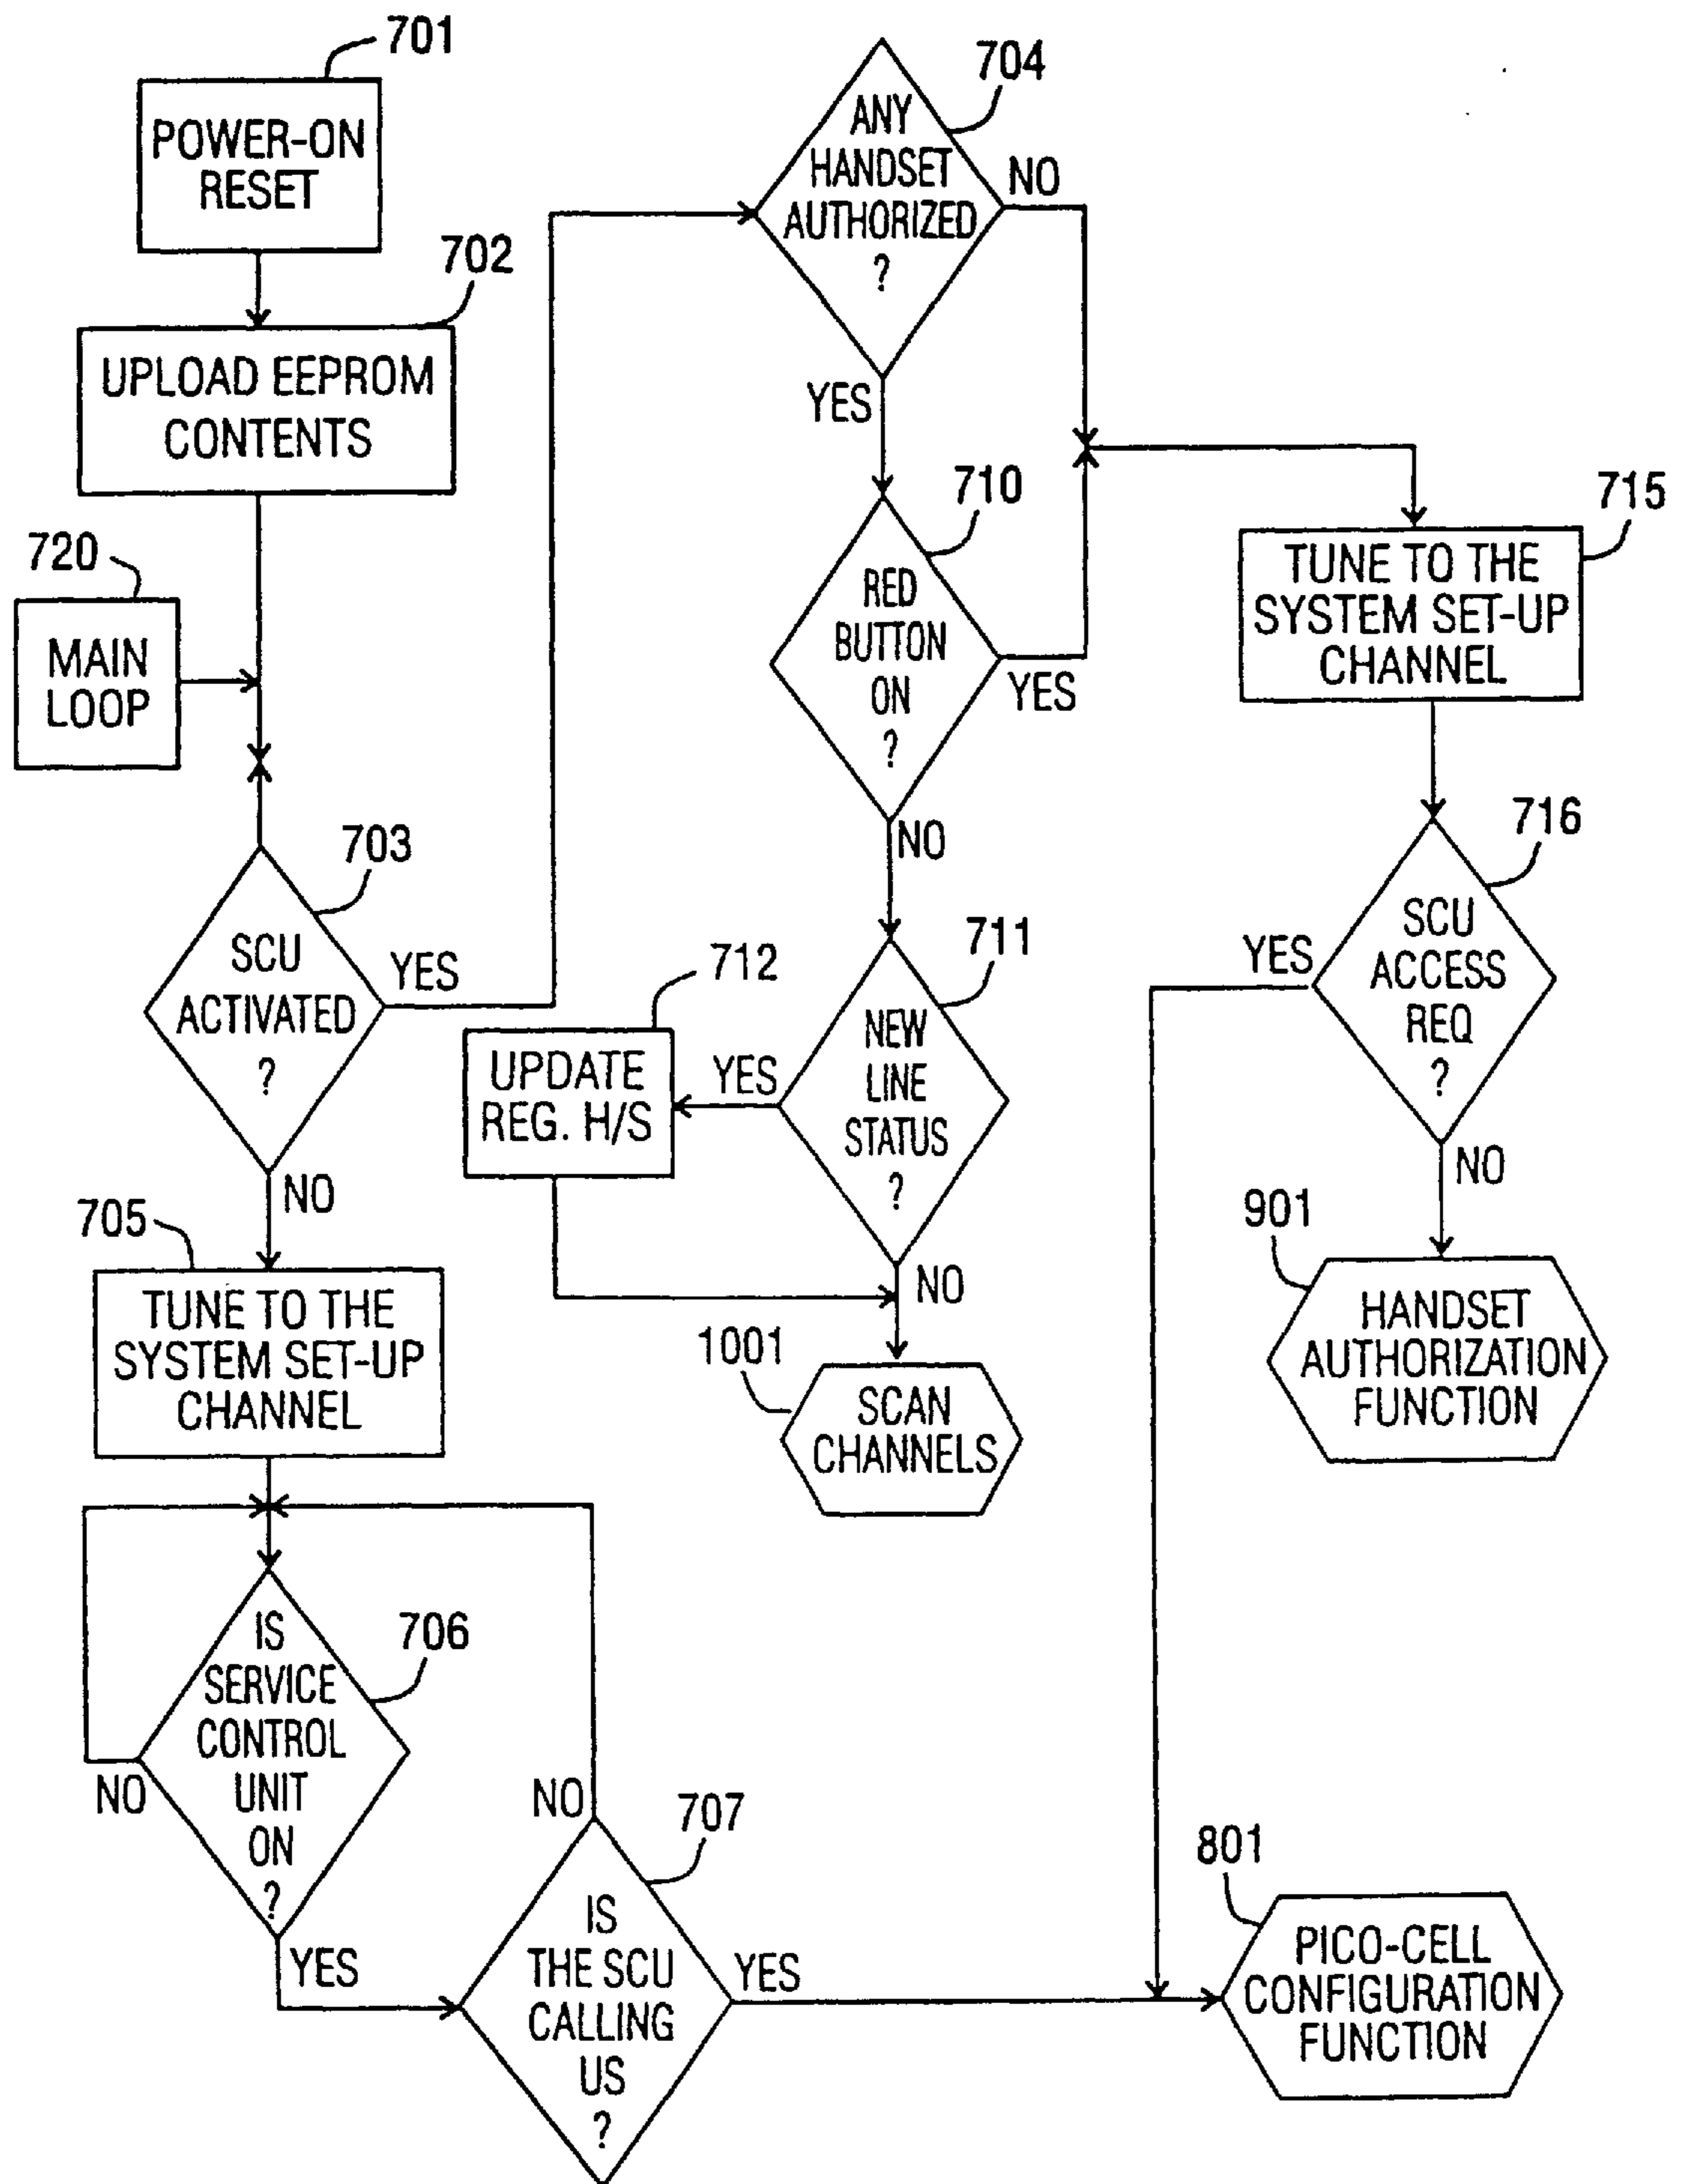 701
POWER-ON
RESET
702
UPLOAD EEPROM
CONTENTS
720
MAIN
LOOP
703
SCU
ACTIVATED
?
YES
NO
705
TUNE TO THE
SYSTEM SET-UP
CHANNEL
706
IS
SERVICE
CONTROL
UNIT
ON
?
NO
YES
707
NO
IS
THE SCU
CALLING
US
?
YES
704
ANY
HANDSET
AUTHORIZED
?
NO
YES
710
RED
BUTTON
ON
?
YES
NO
711
NEW
LINE
STATUS
?
YES
NO
712
UPDATE
REG. H/S
1001
SCAN
CHANNELS
715
TUNE TO THE
SYSTEM SET-UP
CHANNEL
716
SCU
ACCESS
REQ
?
YES
NO
901
HANDSET
AUTHORIZATION
FUNCTION
801
PICO-CELL
CONFIGURATION
FUNCTION